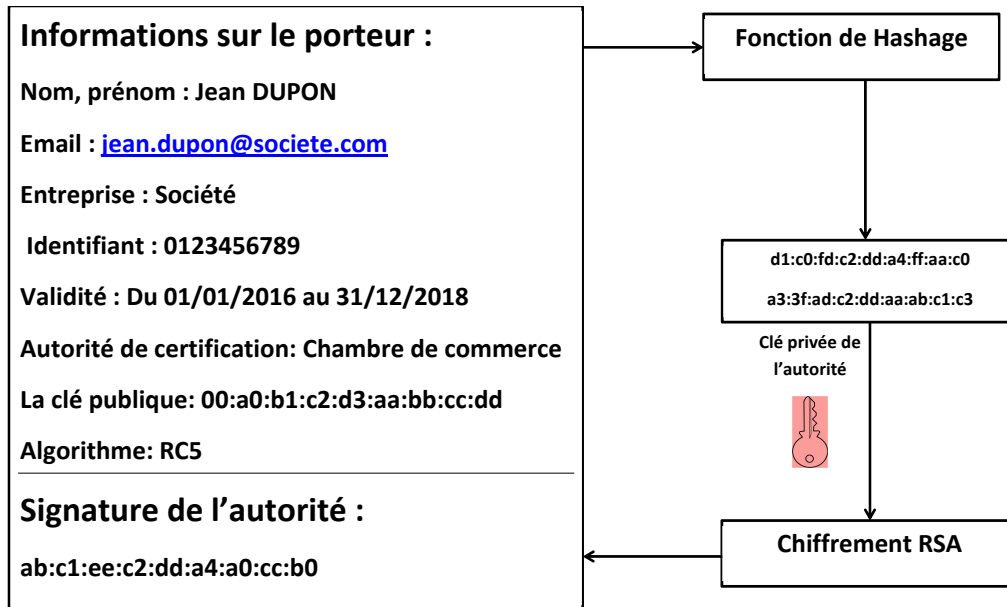 Informations sur le porteur :
Nom, prénom : Jean DUPON
Email : jean.dupon@societe.com
Entreprise : Société
Identifiant : 0123456789
Validité : Du 01/01/2016 au 31/12/2018
Autorité de certification: Chambre de commerce
La clé publique: 00:a0:b1:c2:d3:aa:bb:cc:dd
Algorithme: RC5
Signature de l’autorité :
ab:c1:ee:c2:dd:a4:a0:cc:b0
Fonction de Hashage
d1:c0:fd:c2:dd:a4:ff:aa:c0
a3:3f:ad:c2:dd:aa:ab:c1:c3
Clé privée de
l’autorité
Chiffrement RSA